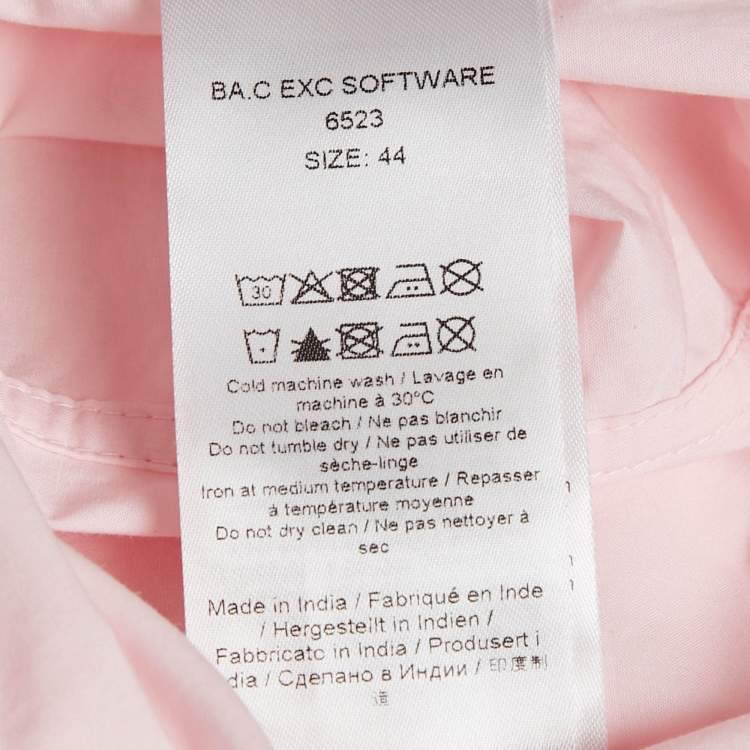 BA.C EXC SOFTWARE
6523
SIZE: 44
30
Cold machine wash / Lavage en
machine à 30°C
Do not bleach / Ne pas blanchir
Do not tumble dry / Ne pas utiliser de
sèche-linge
Iron at medium temperature / Repasser
à température moyenne
Do not dry clean / Ne pas nettoyer à
sec
Made in India / Fabriqué en Inde
/ Hergestellt in Indien /
Fabbricato in India / Produsert i
dia / Сделано в Индии / 印度制
造